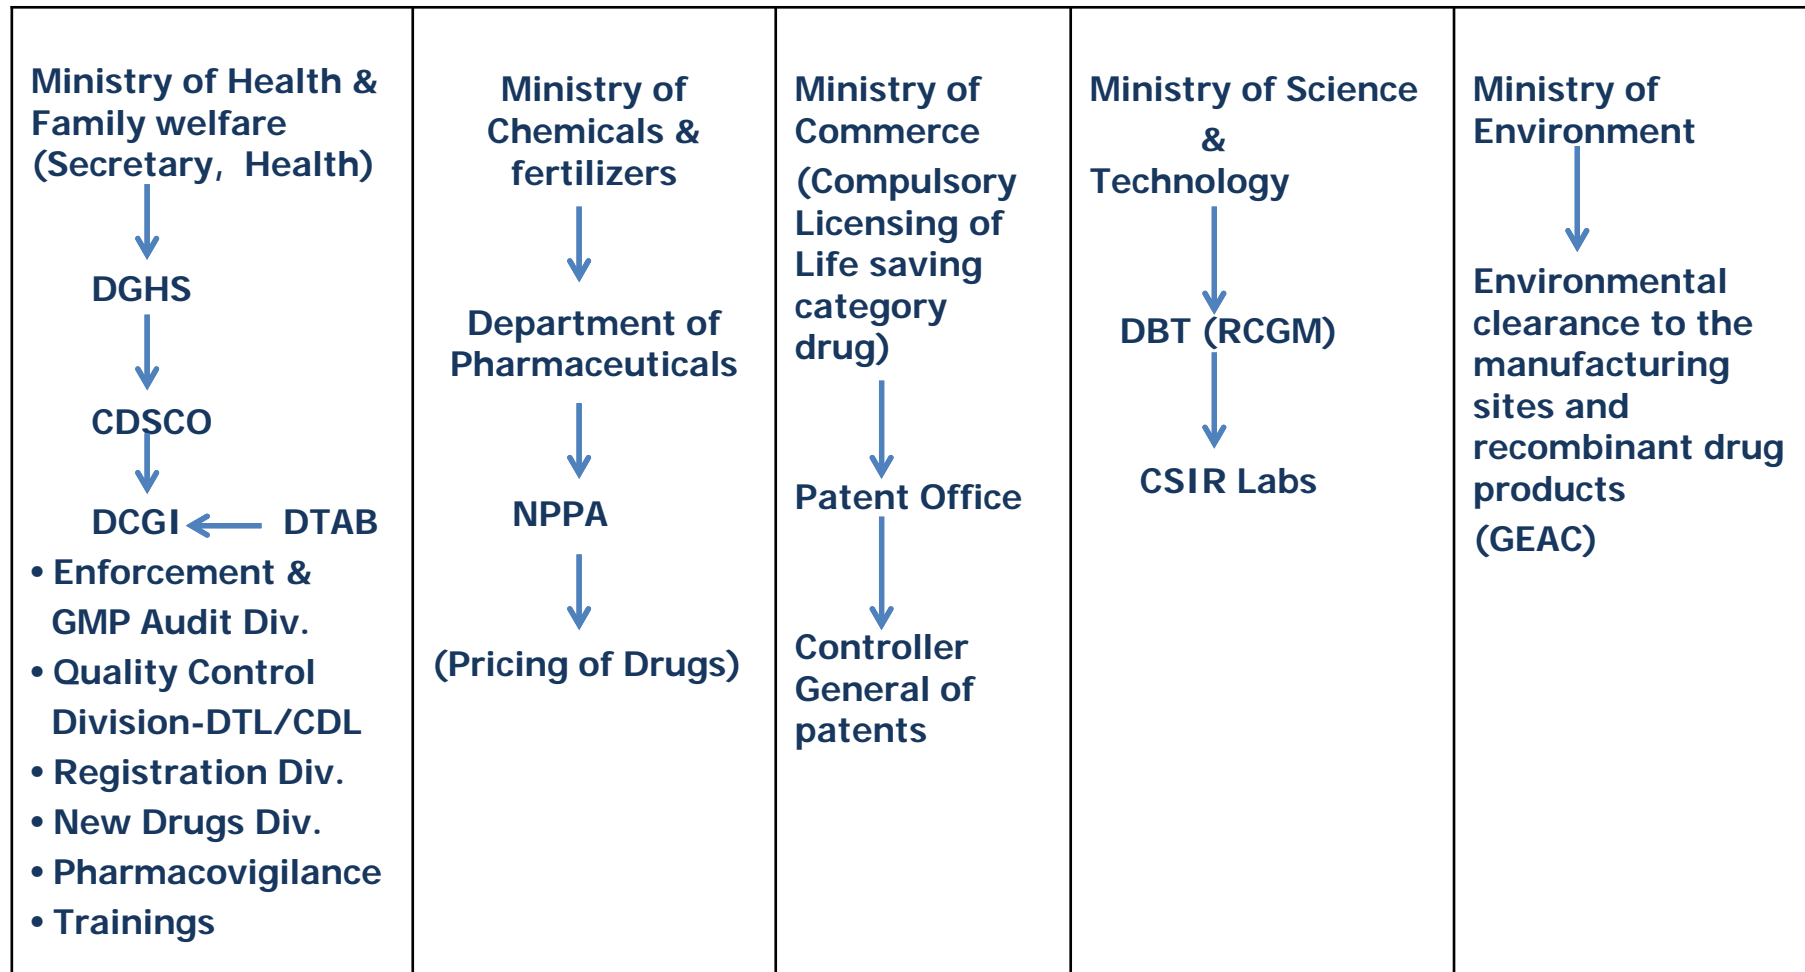 Ministry of Health &
Family welfare
(Secretary, Health)
DGHS
CDSCO
DCGI
DTAB
• Enforcement &
GMP Audit Div.
• Quality Control
Division-DTL/CDL
• Registration Div.
• New Drugs Div.
• Pharmacovigilance
• Trainings
Ministry of
Chemicals &
fertilizers
Department of
Pharmaceuticals
NPPA
(Pricing of Drugs)
Ministry of
Commerce
(Compulsory
Licensing of
Life saving
category
drug)
Patent Office
Controller
General of
patents
Ministry of Science
&
Technology
DBT (RCGM)
CSIR Labs
Ministry of
Environment
Environmental
clearance to the
manufacturing
sites and
recombinant drug
products
(GEAC)